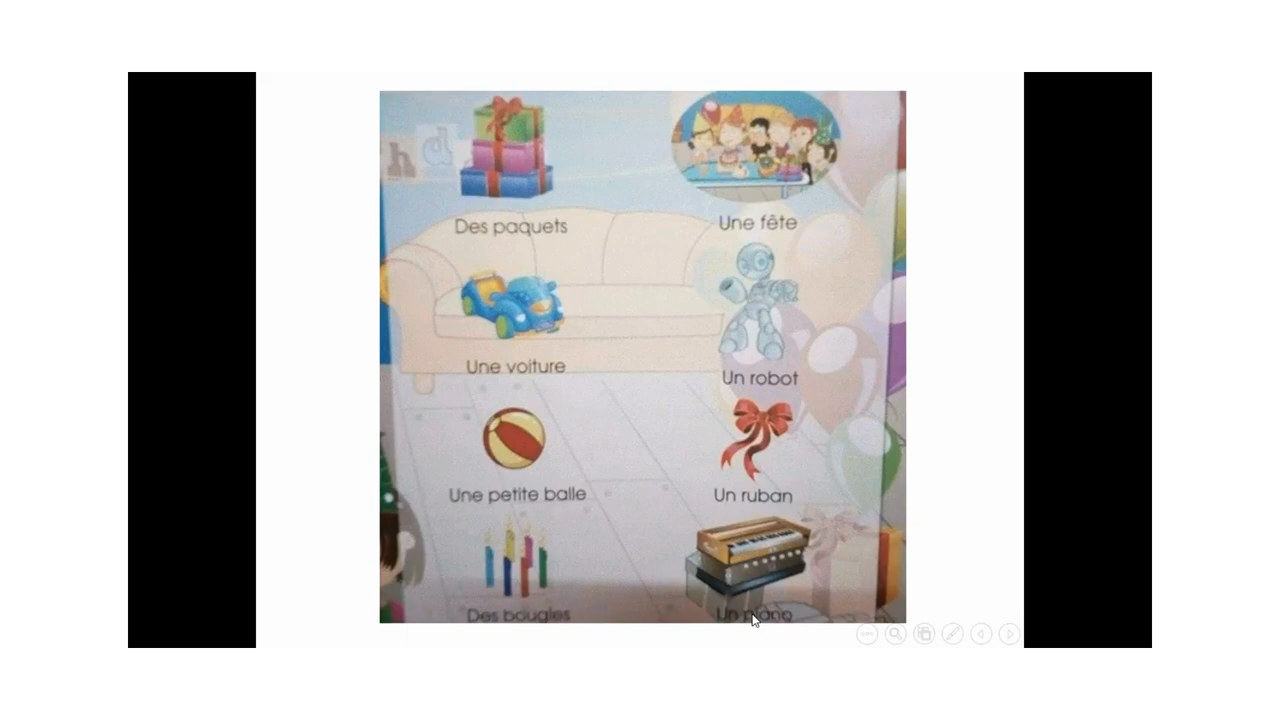 h d
Des paquets
Une fête
Une voiture
Un robot
Une petite balle
Un ruban
Des bougies
Un piano